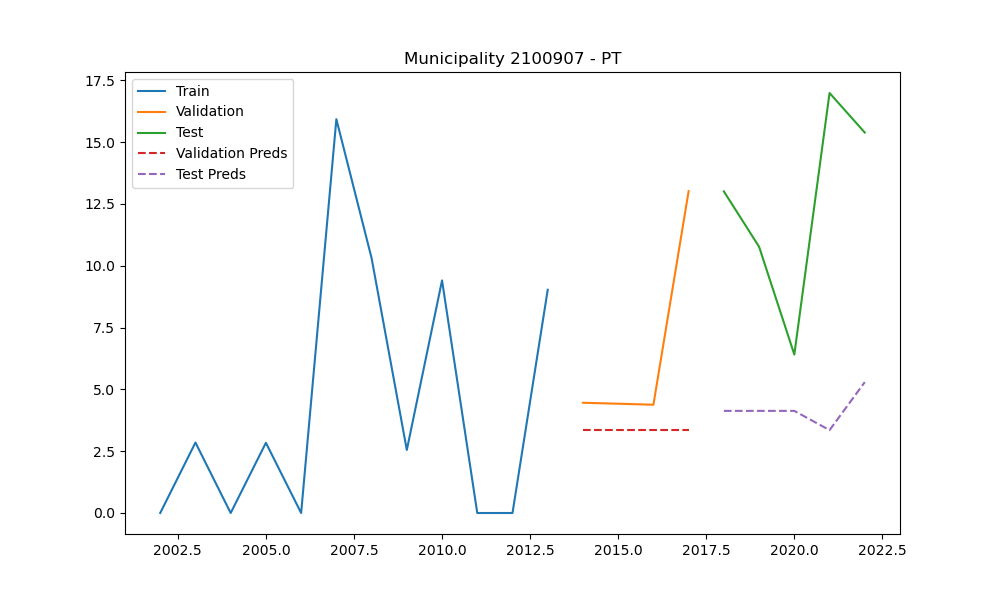 Municipality 2100907 - PT
17.5
15.0
12.5
10.0
7.5
5.0
2.5
0.0
Train
Validation
Test
Validation Preds
Test Preds
2002.5 2005.0 2007.5 2010.0 2012.5 2015.0 2017.5 2020.0 2022.5